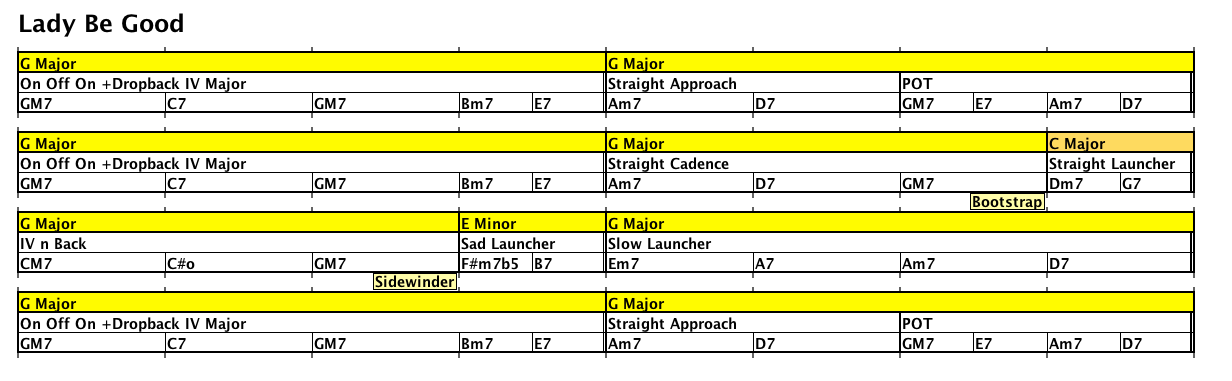 Lady Be Good
G Major G Major
On Off On +Dropback IV Major Straight Approach POT
GM7 C7 GM7 Bm7 E7 Am7 D7 GM7 E7 Am7 D7
G Major G Major C Major
On Off On +Dropback IV Major Straight Cadence Straight Launcher
GM7 C7 GM7 Bm7 E7 Am7 D7 GM7 Dm7 G7
Bootstrap
G Major E Minor G Major
IV n Back Sad Launcher Slow Launcher
CM7 C#o GM7 F#m7b5 B7 Em7 A7 Am7 D7
Sidewinder
G Major G Major
On Off On +Dropback IV Major Straight Approach POT
GM7 C7 GM7 Bm7 E7 Am7 D7 GM7 E7 Am7 D7